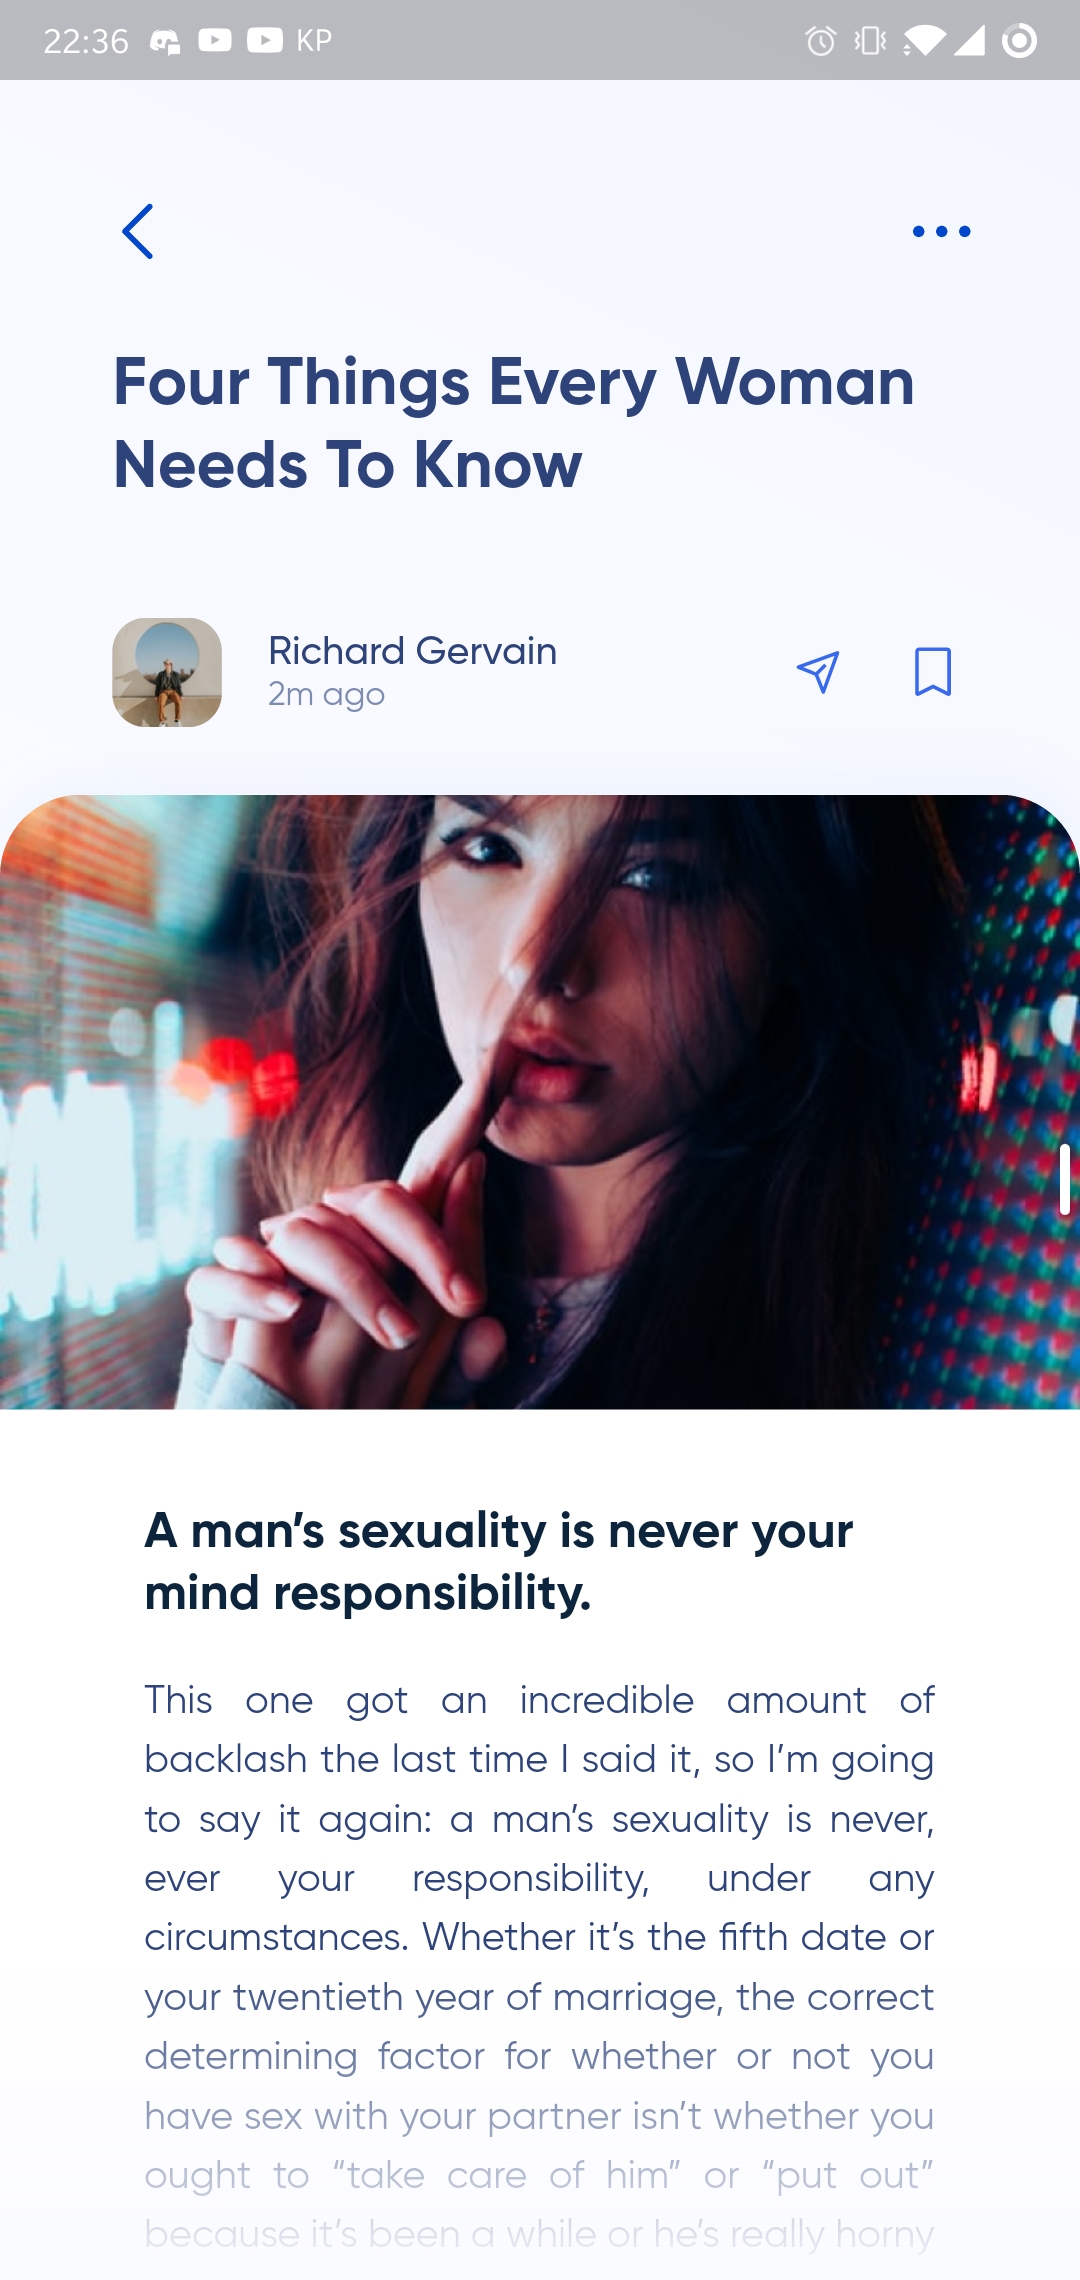 22:36 KP
Four Things Every Woman
Needs To Know
Richard Gervain
2m ago
A man’s sexuality is never your
mind responsibility.
This one got an incredible amount of
backlash the last time I said it, so I’m going
to say it again: a man’s sexuality is never,
ever your responsibility, under any
circumstances. Whether it’s the fifth date or
your twentieth year of marriage, the correct
determining factor for whether or not you
have sex with your partner isn’t whether you
ought to “take care of him” or “put out”
because it’s been a while or he’s really horny